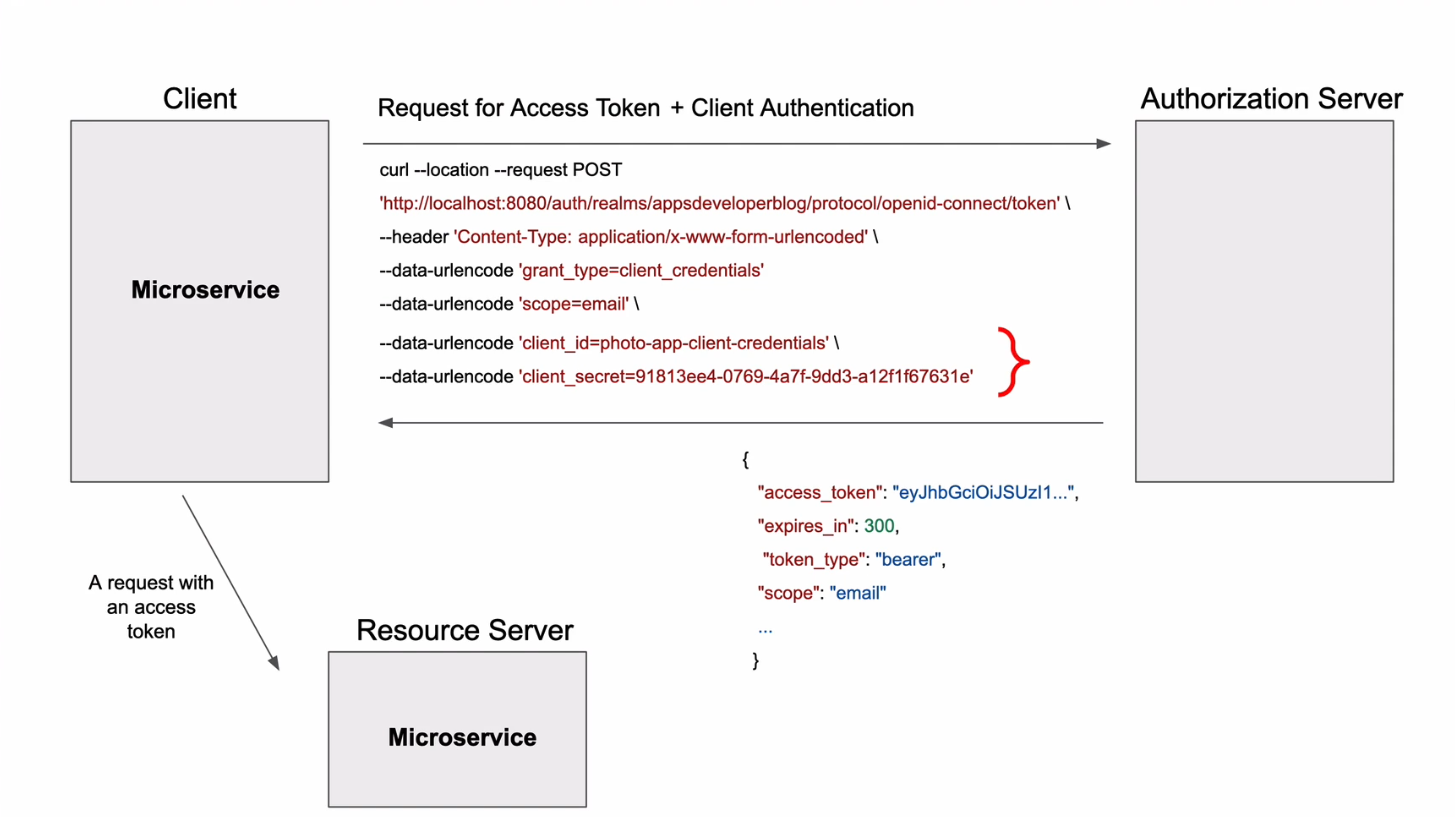 Client
Request for Access Token + Client Authentication
Authorization Server
curl --location --request POST
'http://localhost:8080/auth/realms/appsdeveloperblog/protocol/openid-connect/token' \
--header 'Content-Type: application/x-www-form-urlencoded' \
--data-urlencode 'grant_type=client_credentials'
--data-urlencode 'scope=email' \
--data-urlencode 'client_id=photo-app-client-credentials' \
--data-urlencode 'client_secret=91813ee4-0769-4a7f-9dd3-a12f1f67631e'
Microservice
{
"access_token": "eyJhbGciOiJSUzI1...",
"expires_in": 300,
"token_type": "bearer",
"scope": "email"
...
}
A request with
an access
token
Resource Server
Microservice